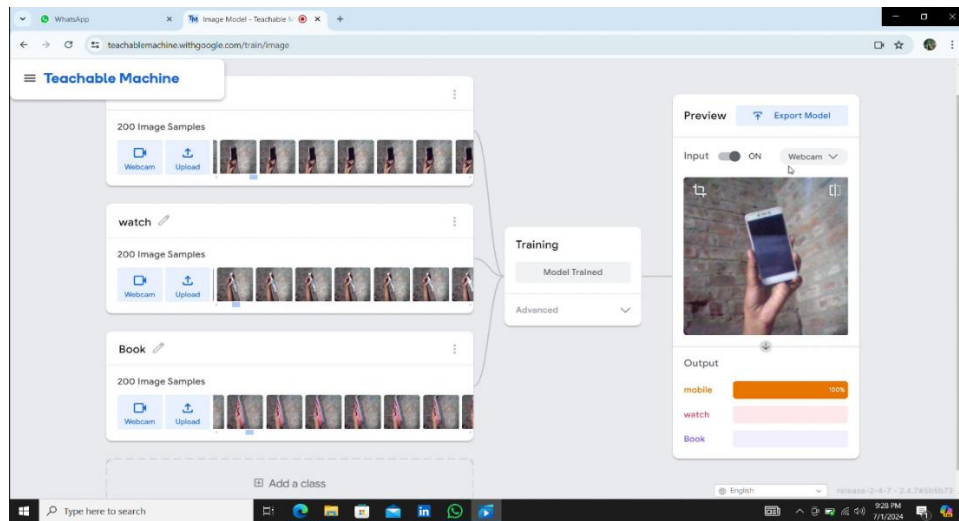 WhatsApp
Image Model - Teachable M
teachablemachine.withgoogle.com/train/image
Teachable Machine
200 Image Samples
Webcam
Upload
watch
200 Image Samples
Webcam
Upload
Book
200 Image Samples
Webcam
Upload
Add a class
Training
Model Trained
Advanced
Preview
Export Model
Input ON Webcam
Output
mobile 100%
watch
Book
English
Type here to search
9:28 PM
7/1/2024